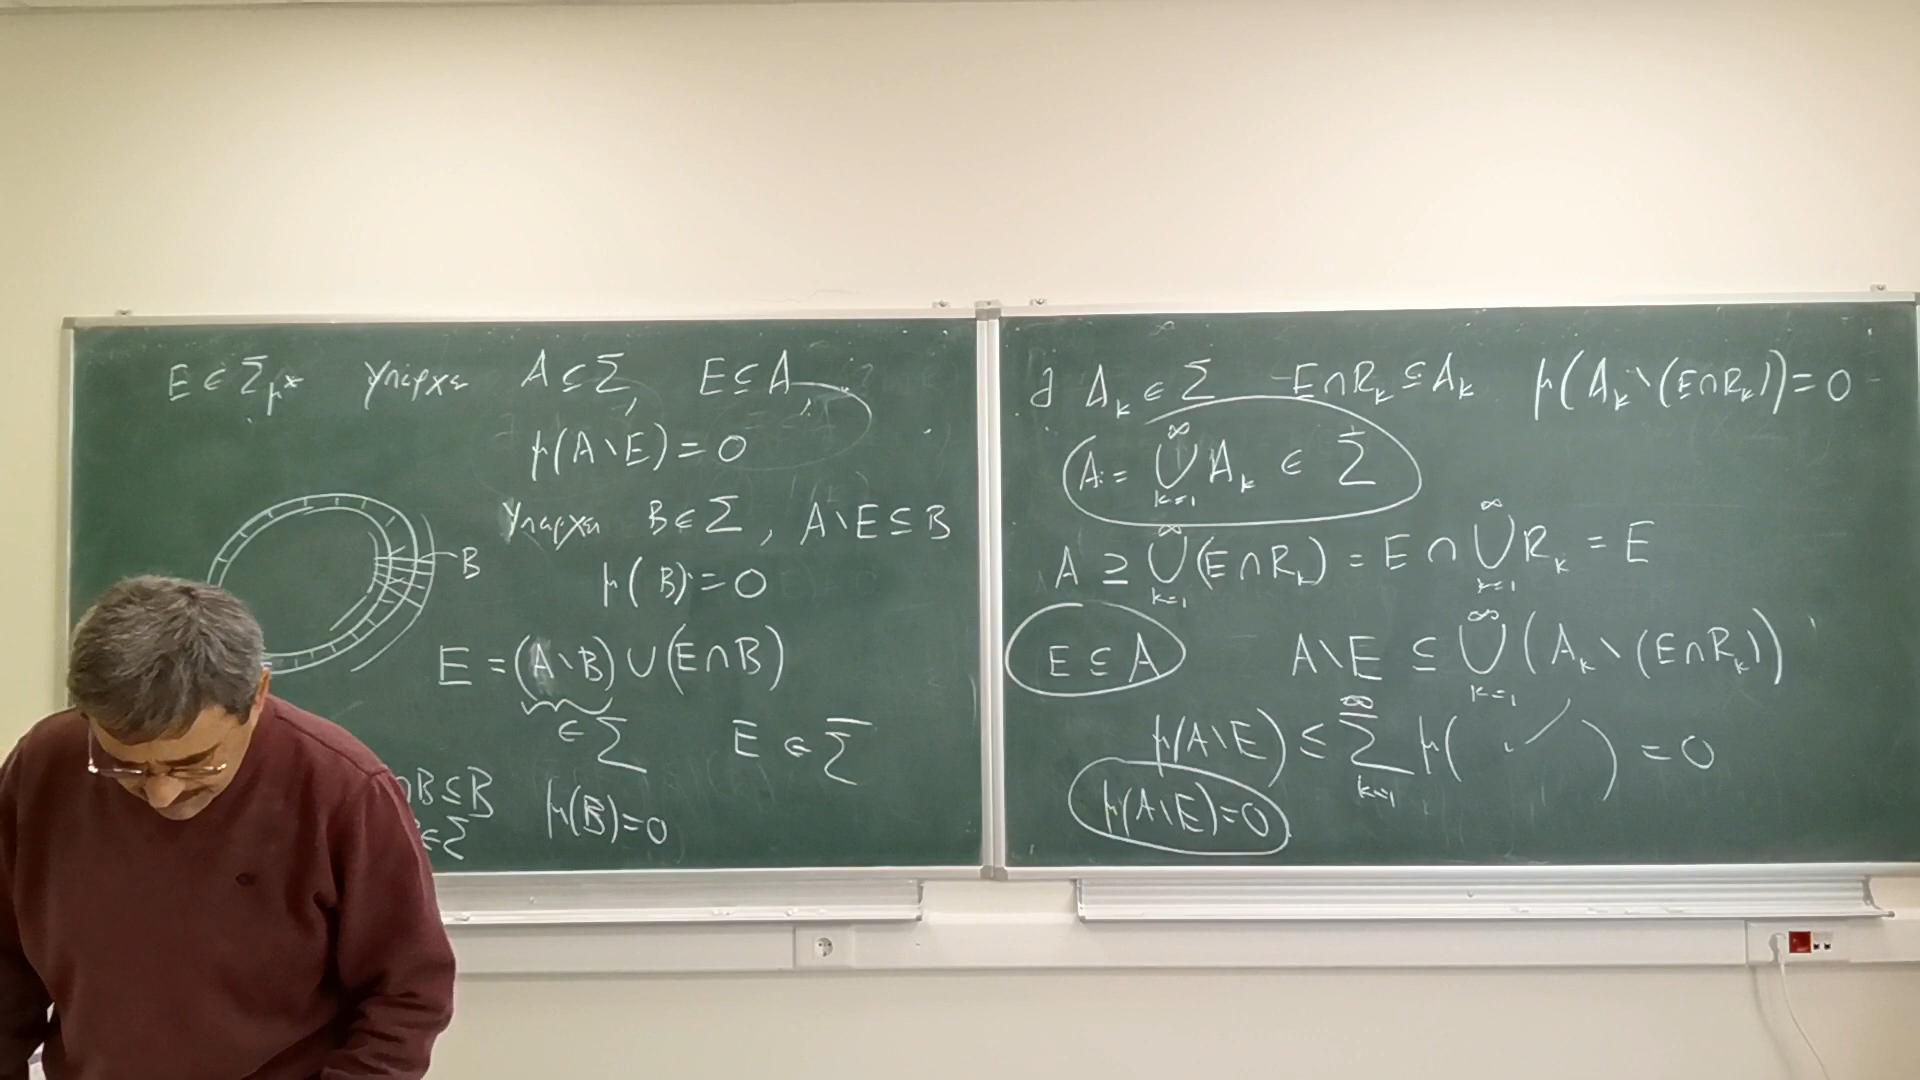 E ∈ Σ_μ* Υπάρχει A ⊆ Σ, E ⊆ A,
μ(A∖E) = 0
Υπάρχει B ∈ Σ, A∖E ⊆ B
μ(B) = 0
B
E = (A∖B) ∪ (E∩B)
∈ Σ E ∈ Σ
∩B ⊆ B μ(B) = 0
∈ Σ
∂ A_k ∈ Σ E∩R_k ⊆ A_k μ(A_k∖(E∩R_k)) = 0
A := ⋃_{k=1}^∞ A_k ∈ Σ
A ⊇ ⋃_{k=1}^∞ (E∩R_k) = E ∩ ⋃_{k=1}^∞ R_k = E
E ⊆ A A∖E ⊆ ⋃_{k=1}^∞ (A_k∖(E∩R_k))
μ(A∖E) ≤ ∑_{k=1}^∞ μ( ✓ ) = 0
μ(A∖E) = 0